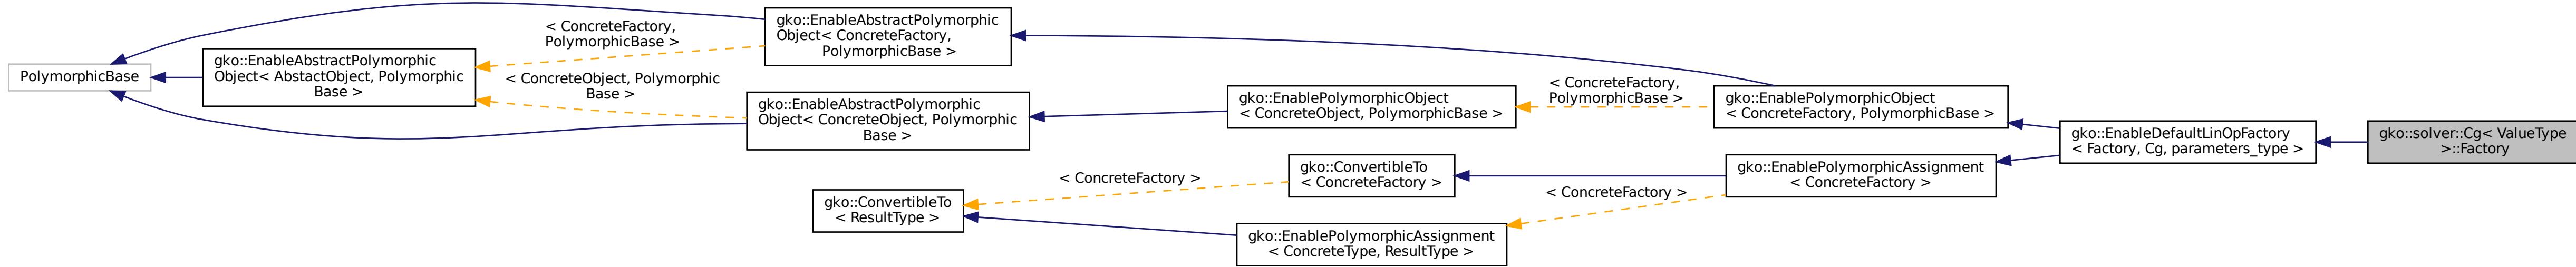 PolymorphicBase
gko::EnableAbstractPolymorphic
Object< AbstactObject, Polymorphic
Base >
< ConcreteFactory,
PolymorphicBase >
< ConcreteObject, Polymorphic
Base >
gko::EnableAbstractPolymorphic
Object< ConcreteFactory,
PolymorphicBase >
gko::EnableAbstractPolymorphic
Object< ConcreteObject, Polymorphic
Base >
gko::ConvertibleTo
< ResultType >
< ConcreteFactory >
gko::EnablePolymorphicObject
< ConcreteObject, PolymorphicBase >
gko::ConvertibleTo
< ConcreteFactory >
gko::EnablePolymorphicAssignment
< ConcreteType, ResultType >
< ConcreteFactory,
PolymorphicBase >
< ConcreteFactory >
gko::EnablePolymorphicObject
< ConcreteFactory, PolymorphicBase >
gko::EnablePolymorphicAssignment
< ConcreteFactory >
gko::EnableDefaultLinOpFactory
< Factory, Cg, parameters_type >
gko::solver::Cg< ValueType
>::Factory